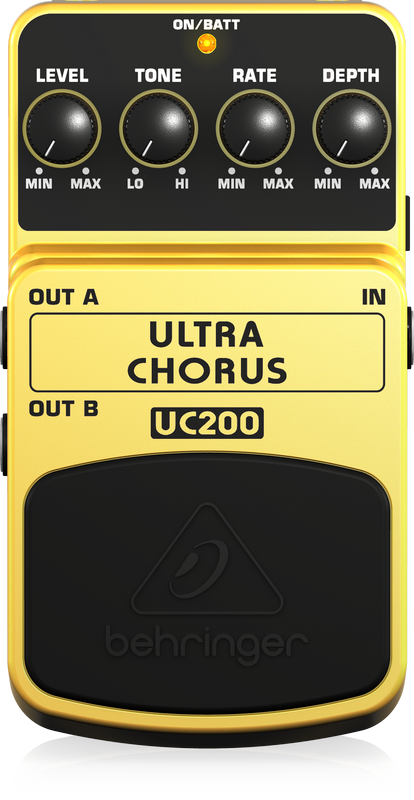 ON/BATT
LEVEL TONE RATE DEPTH
MIN MAX LO HI MIN MAX MIN MAX
OUT A IN
ULTRA
CHORUS
OUT B
UC200
behringer